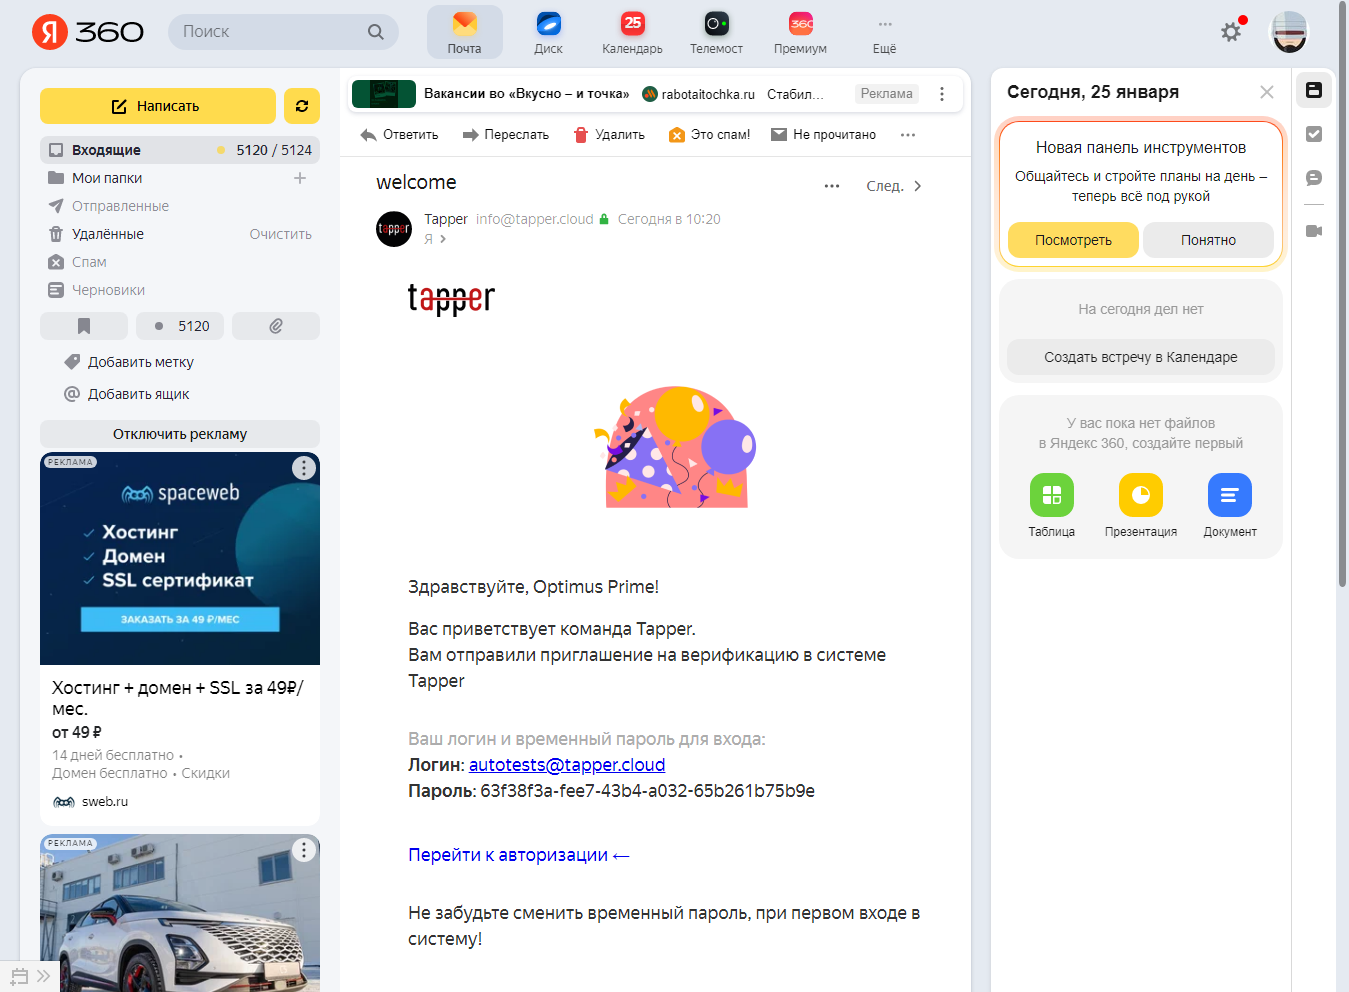 Я 360
Поиск
Почта
Диск
25
Календарь
Телемост
360
Премиум
Ещё
Написать
Входящие
5120 / 5124
Мои папки
Отправленные
Удалённые
Очистить
Спам
Черновики
5120
Добавить метку
Добавить ящик
Отключить рекламу
РЕКЛАМА
spaceweb
Хостинг
Домен
SSL сертификат
ЗАКАЗАТЬ ЗА 49 ₽/МЕС
Хостинг + домен + SSL за 49₽/
мес.
от 49 ₽
14 дней бесплатно •
Домен бесплатно • Скидки
sweb.ru
РЕКЛАМА
Вакансии во «Вкусно – и точка»
rabotaitochka.ru
Стабил...
Реклама
Ответить
Переслать
Удалить
Это спам!
Не прочитано
welcome
След.
tapper
Tapper info@tapper.cloud Сегодня в 10:20
Я
tapper
Здравствуйте, Optimus Prime!
Вас приветствует команда Tapper.
Вам отправили приглашение на верификацию в системе
Tapper
Ваш логин и временный пароль для входа:
Логин: autotests@tapper.cloud
Пароль: 63f38f3a-fee7-43b4-a032-65b261b75b9e
Перейти к авторизации ←
Не забудьте сменить временный пароль, при первом входе в
систему!
Сегодня, 25 января
Новая панель инструментов
Общайтесь и стройте планы на день –
теперь всё под рукой
Посмотреть
Понятно
На сегодня дел нет
Создать встречу в Календаре
У вас пока нет файлов
в Яндекс 360, создайте первый
Таблица
Презентация
Документ